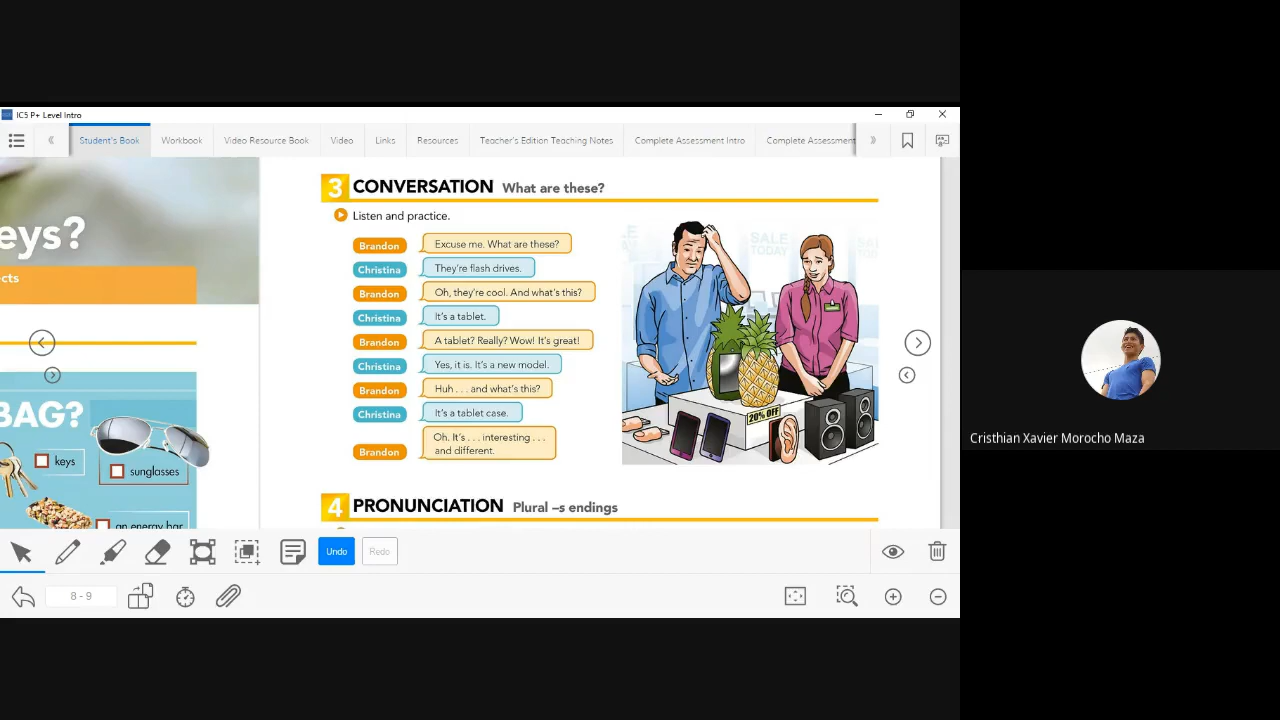 IC5 P+ Level Intro
Student's Book
Workbook
Video Resource Book
Video
Links
Resources
Teacher's Edition Teaching Notes
Complete Assessment Intro
Complete Assessment
eys?
cts
BAG?
keys
sunglasses
an energy bar
3 CONVERSATION What are these?
Listen and practice.
Brandon Excuse me. What are these?
Christina They're flash drives.
Brandon Oh, they're cool. And what's this?
Christina It's a tablet.
Brandon A tablet? Really? Wow! It's great!
Christina Yes, it is. It's a new model.
Brandon Huh . . . and what's this?
Christina It's a tablet case.
Brandon Oh. It's . . . interesting . . .
and different.
SALE
TODAY
20% OFF
4 PRONUNCIATION Plural –s endings
Undo
Redo
8 - 9
Cristhian Xavier Morocho Maza